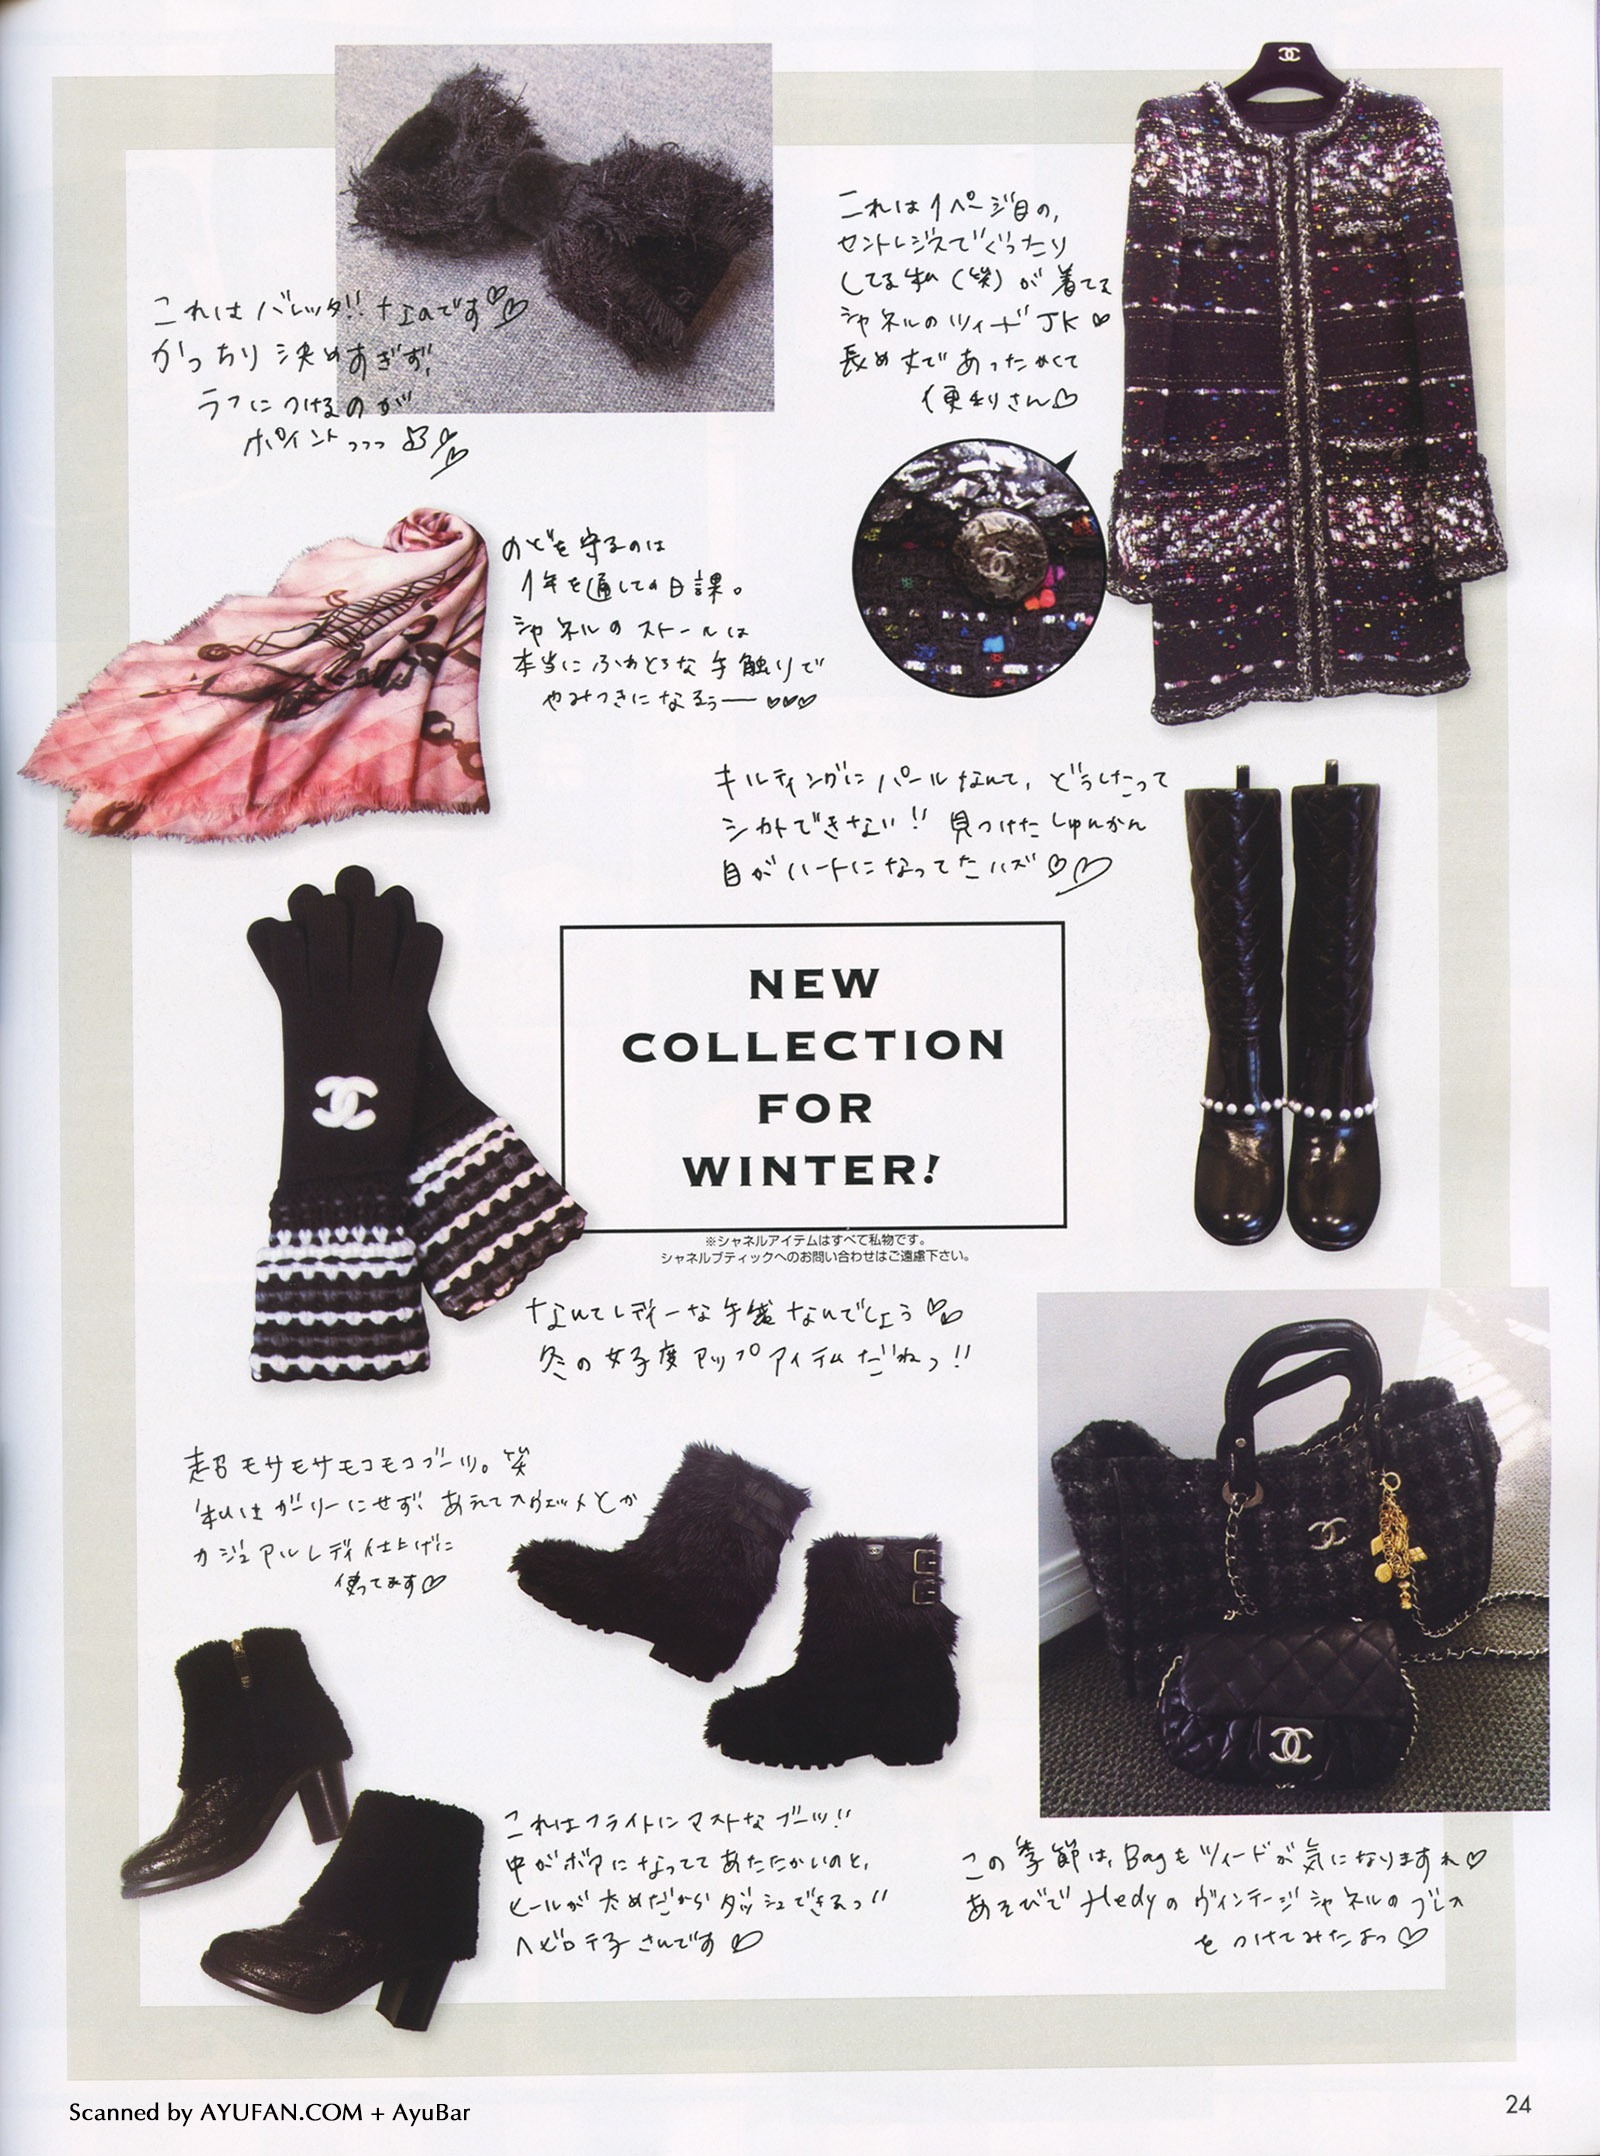 これはバレッタ!! なのです♡♡
かっちり決めすぎず、
ラフにつけるのが
ポイントっっっ
これは1ページ目の、
セントレジスでぐったり
してる私(笑)が着てる
シャネルのツイードJK♡
長め丈であったかくて
便利さん♡
のどを守るのは
1年を通しての日課。
シャネルのストールは
本当にふわとろな手触りで
やみつきになるぅー♡♡♡
キルティングにパールなんて、どうしたって
シカトできない!! 見つけたしゅんかん
目がハートになってたハズ♡♡
NEW
COLLECTION
FOR
WINTER!
※シャネルアイテムはすべて私物です。
シャネルブティックへのお問い合わせはご遠慮下さい。
なんてレディーな手袋なんでしょう♡♡
冬の女子度アップアイテムだねっ!!
超モサモサモコモコブーツ。笑
私はガーリーにせず、あえてスウェットとか
カジュアルレディ仕上げに
使ってます♡
これはフライトにマストなブーツ!!
中がボアになっててあたたかいのと、
ヒールが太めだからダッシュできるっ!!
ヘビロテ子さんです♡
この季節は、Bagもツイードが気になりますね♡
あそびでHedyのヴィンテージシャネルのブレス
をつけてみたよっ♡
Scanned by AYUFAN.COM + AyuBar
24